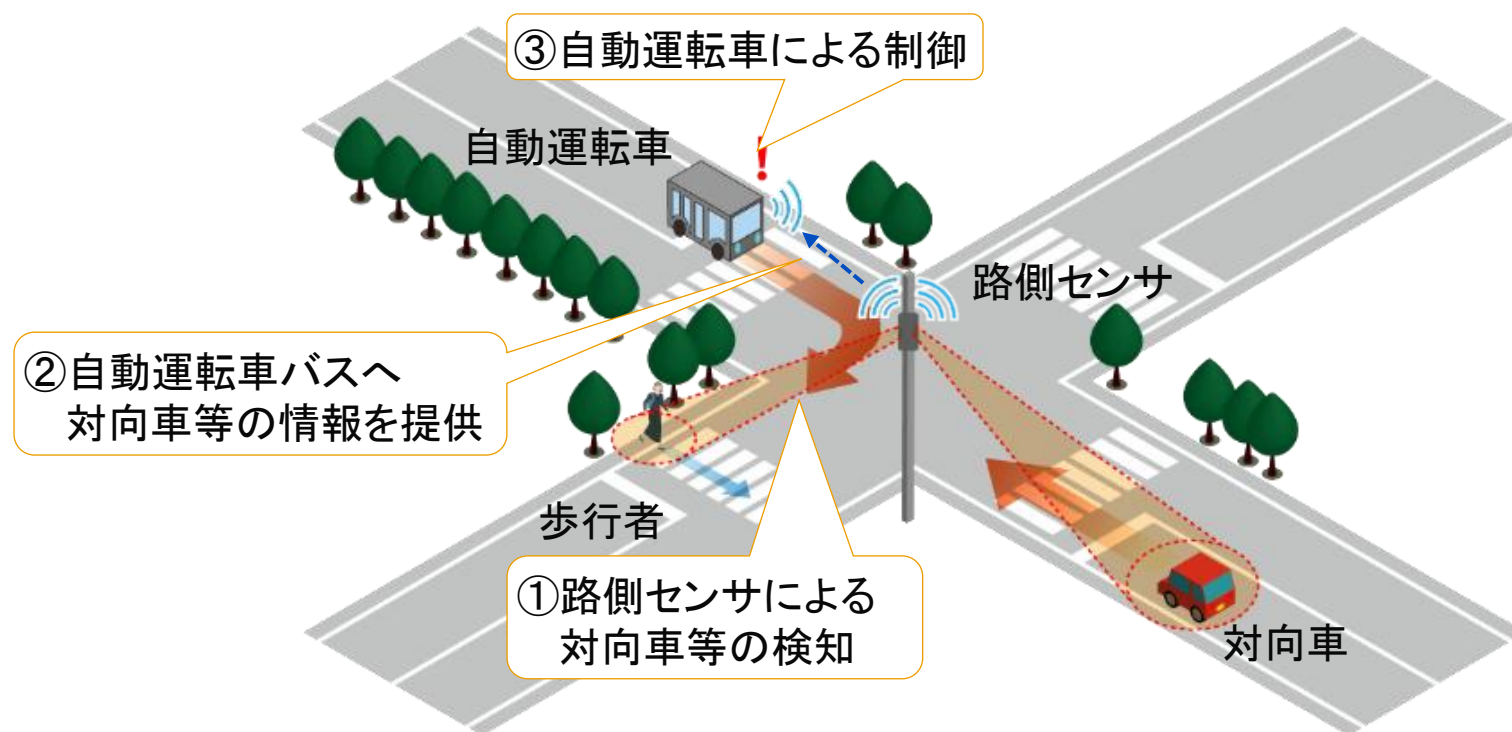 ③自動運転車による制御
自動運転車
路側センサ
②自動運転車バスへ
対向車等の情報を提供
歩行者
①路側センサによる
対向車等の検知
対向車